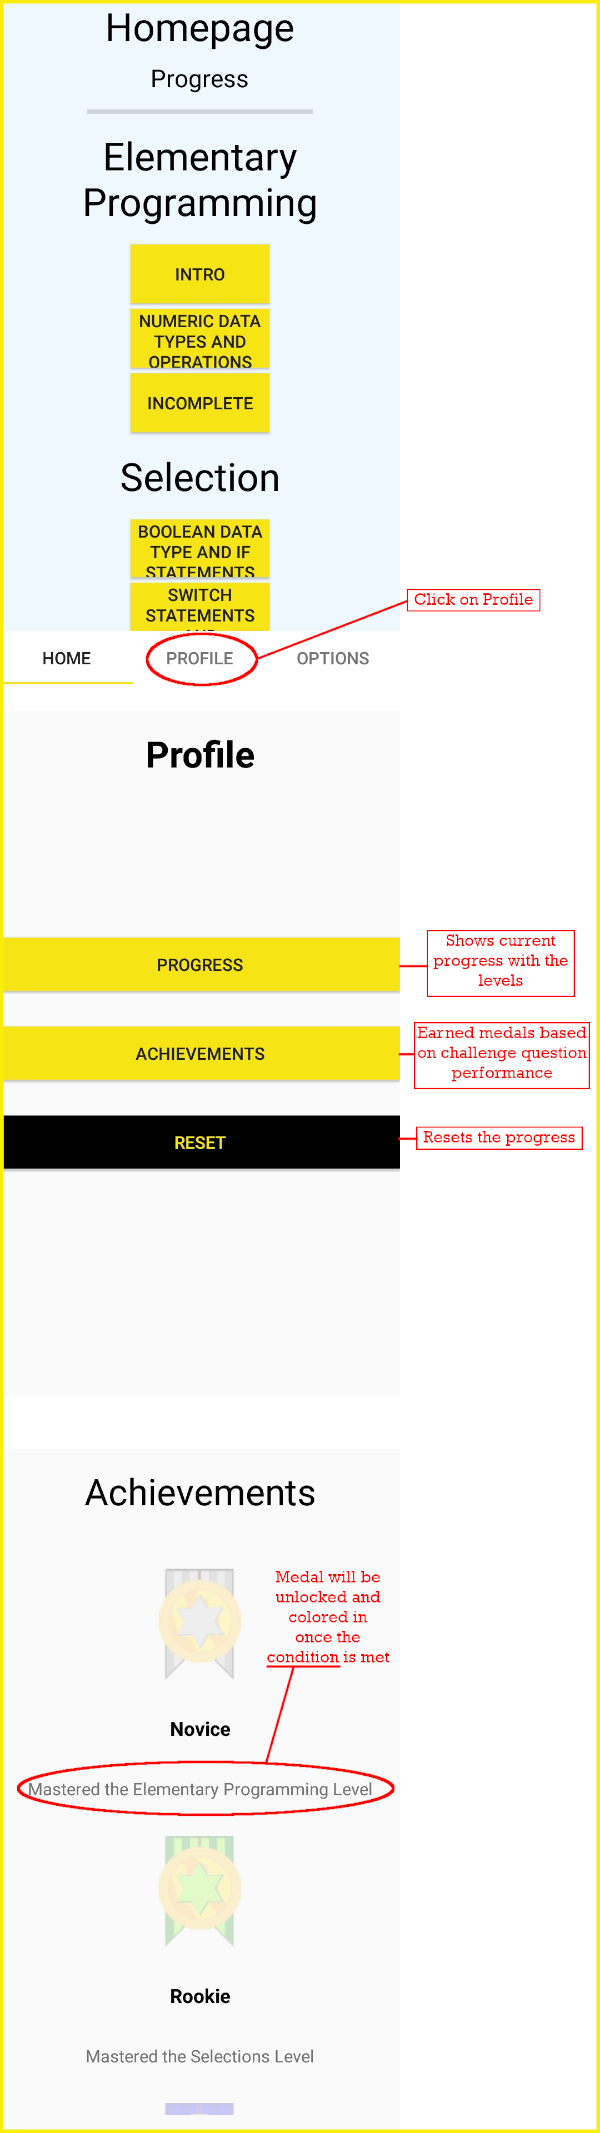 Homepage
Progress
Elementary
Programming
INTRO
NUMERIC DATA
TYPES AND
OPERATIONS
INCOMPLETE
Selection
BOOLEAN DATA
TYPE AND IF
STATEMENTS
SWITCH
STATEMENTS
AND
Click on Profile
HOME
PROFILE
OPTIONS
Profile
PROGRESS
Shows current
progress with the
levels
ACHIEVEMENTS
Earned medals based
on challenge question
performance
RESET
Resets the progress
Achievements
Medal will be
unlocked and
colored in
once the
condition is met
Novice
Mastered the Elementary Programming Level
Rookie
Mastered the Selections Level